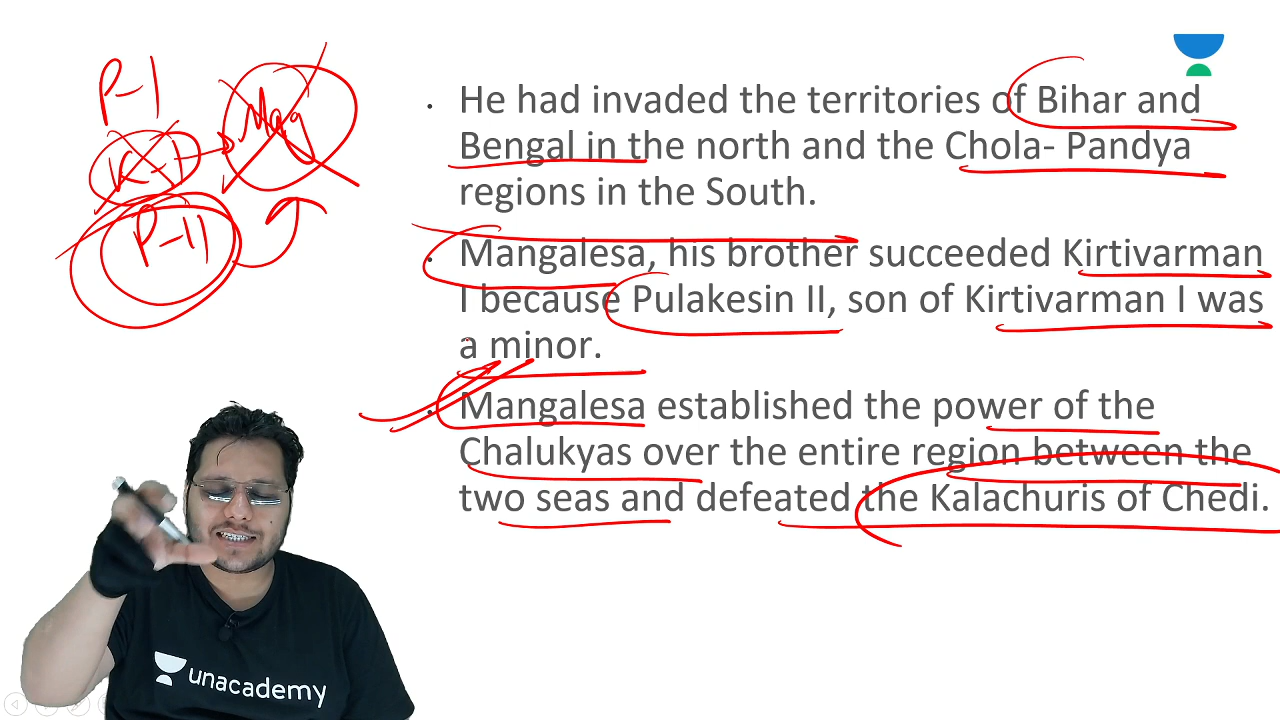 P-I
K-I
Mag
P-II
• He had invaded the territories of Bihar and
Bengal in the north and the Chola- Pandya
regions in the South.
• Mangalesa, his brother succeeded Kirtivarman
I because Pulakesin II, son of Kirtivarman I was
a minor.
• Mangalesa established the power of the
Chalukyas over the entire region between the
two seas and defeated the Kalachuris of Chedi.
unacademy